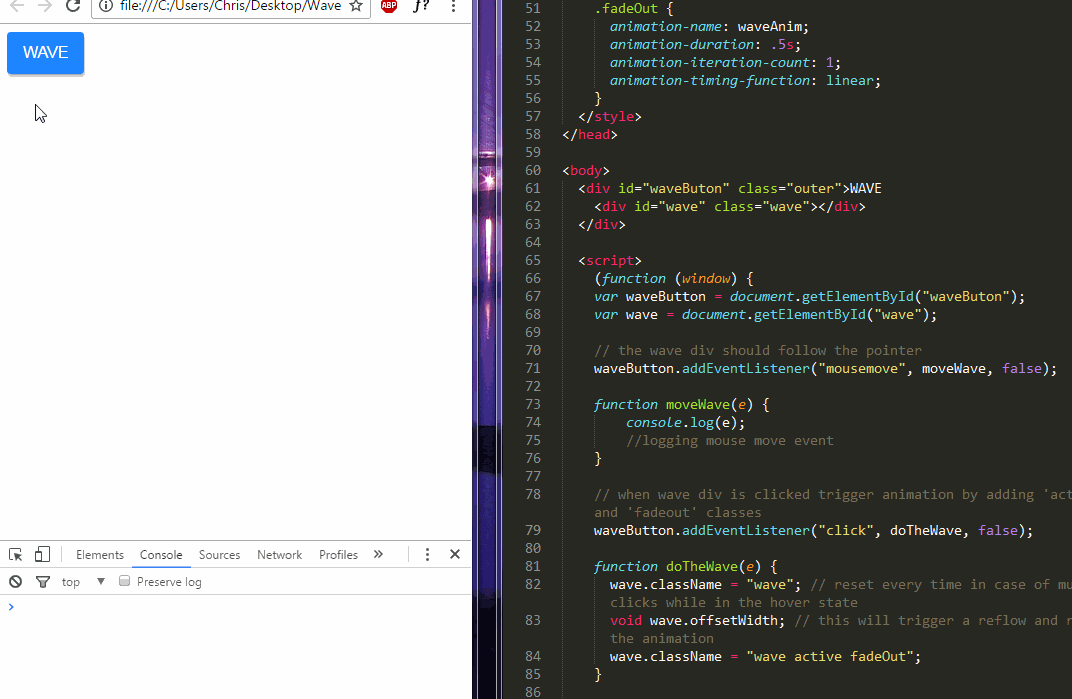 file:///C:/Users/Chris/Desktop/Wave
ABP
f?
WAVE
Elements Console Sources Network Profiles »
top ▼ Preserve log
>
51 .fadeOut {
52 animation-name: waveAnim;
53 animation-duration: .5s;
54 animation-iteration-count: 1;
55 animation-timing-function: linear;
56 }
57 </style>
58 </head>
59
60 <body>
61 <div id="waveButon" class="outer">WAVE
62 <div id="wave" class="wave"></div>
63 </div>
64
65 <script>
66 (function (window) {
67 var waveButton = document.getElementById("waveButon");
68 var wave = document.getElementById("wave");
69
70 // the wave div should follow the pointer
71 waveButton.addEventListener("mousemove", moveWave, false);
72
73 function moveWave(e) {
74 console.log(e);
75 //logging mouse move event
76 }
77
78 // when wave div is clicked trigger animation by adding 'act
and 'fadeout' classes
79 waveButton.addEventListener("click", doTheWave, false);
80
81 function doTheWave(e) {
82 wave.className = "wave"; // reset every time in case of mu
clicks while in the hover state
83 void wave.offsetWidth; // this will trigger a reflow and r
the animation
84 wave.className = "wave active fadeOut";
85 }
86